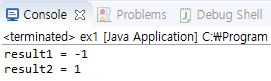 Console Problems Debug Shell
<terminated> ex1 [Java Application] C:₩Program
result1 = -1
result2 = 1